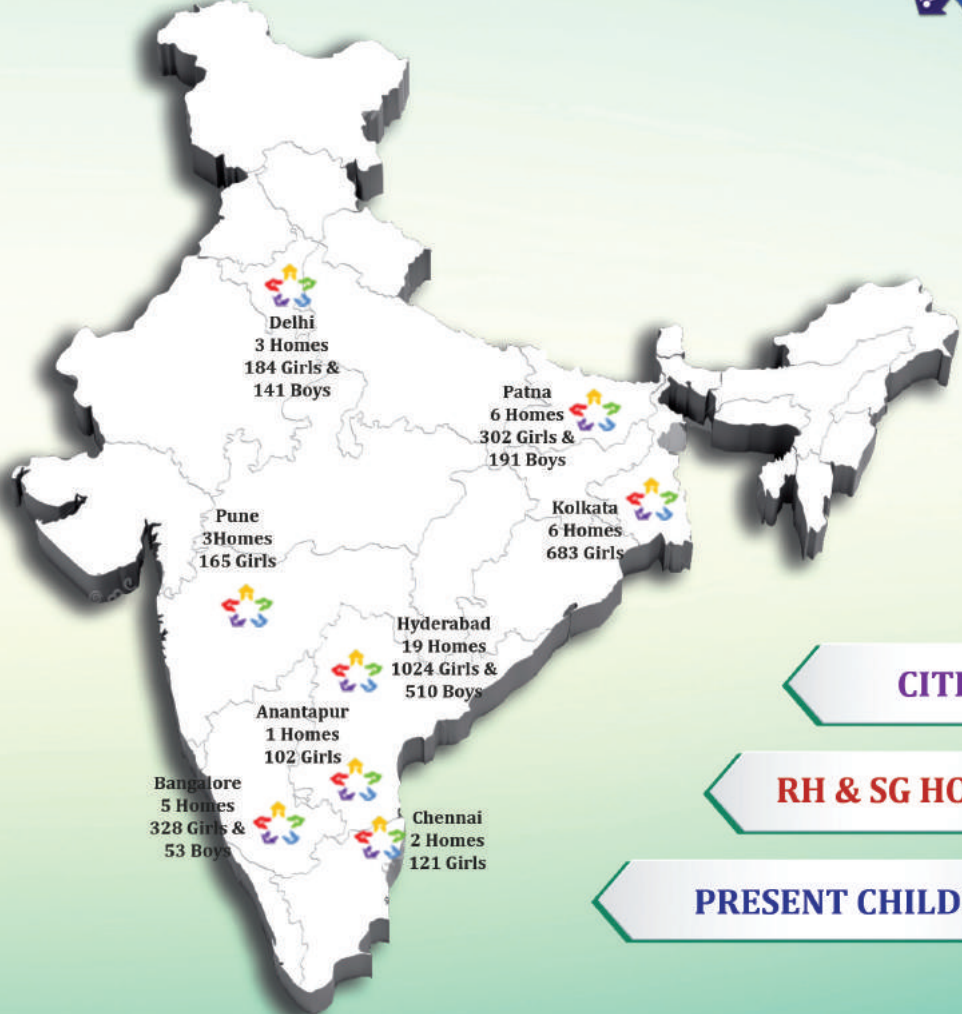 Delhi
3 Homes
184 Girls &
141 Boys
Patna
6 Homes
302 Girls &
191 Boys
Kolkata
6 Homes
683 Girls
Pune
3Homes
165 Girls
Hyderabad
19 Homes
1024 Girls &
510 Boys
Anantapur
1 Homes
102 Girls
Bangalore
5 Homes
328 Girls &
53 Boys
Chennai
2 Homes
121 Girls
CITI
RH & SG HO
PRESENT CHILD